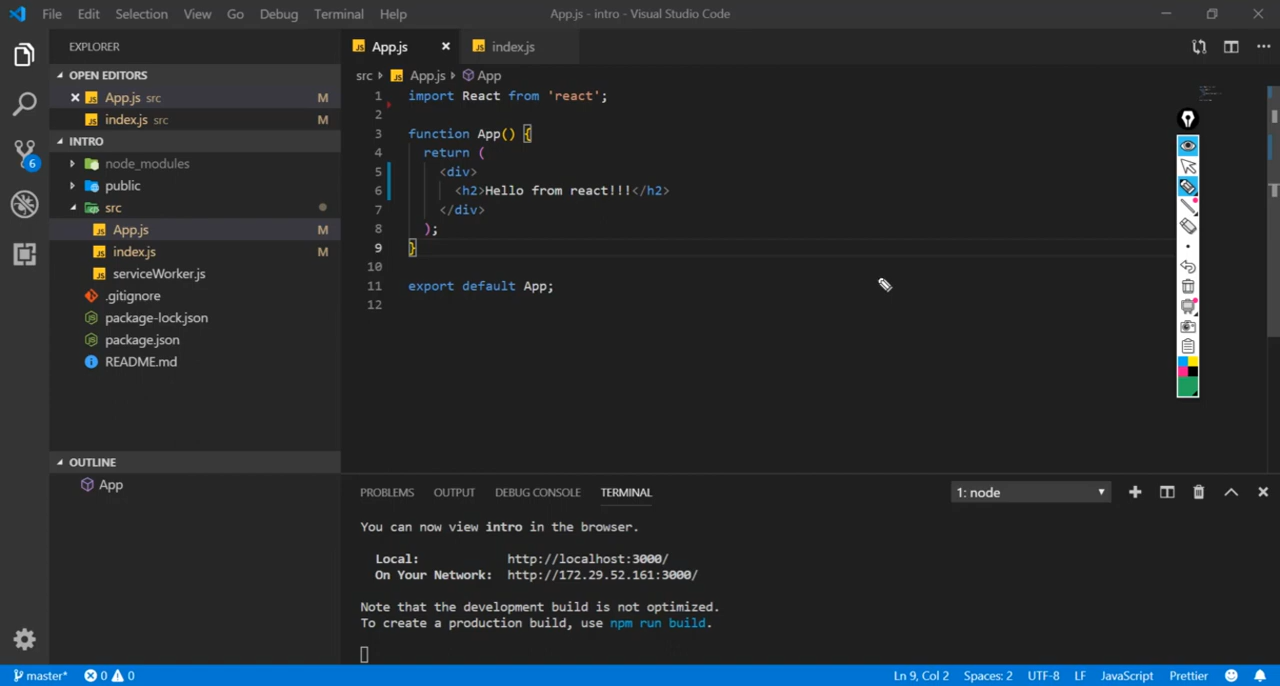 File Edit Selection View Go Debug Terminal Help App.js - intro - Visual Studio Code
EXPLORER
OPEN EDITORS
App.js src M
index.js src M
INTRO
node_modules
public
src
App.js M
index.js M
serviceWorker.js
.gitignore
package-lock.json
package.json
README.md
OUTLINE
App
App.js index.js
src App.js App
1 import React from 'react';
2
3 function App() {
4 return (
5 <div>
6 <h2>Hello from react!!!</h2>
7 </div>
8 );
9 }
10
11 export default App;
12
PROBLEMS OUTPUT DEBUG CONSOLE TERMINAL 1: node
You can now view intro in the browser.
Local: http://localhost:3000/
On Your Network: http://172.29.52.161:3000/
Note that the development build is not optimized.
To create a production build, use npm run build.
6
master* 0 0 Ln 9, Col 2 Spaces: 2 UTF-8 LF JavaScript Prettier